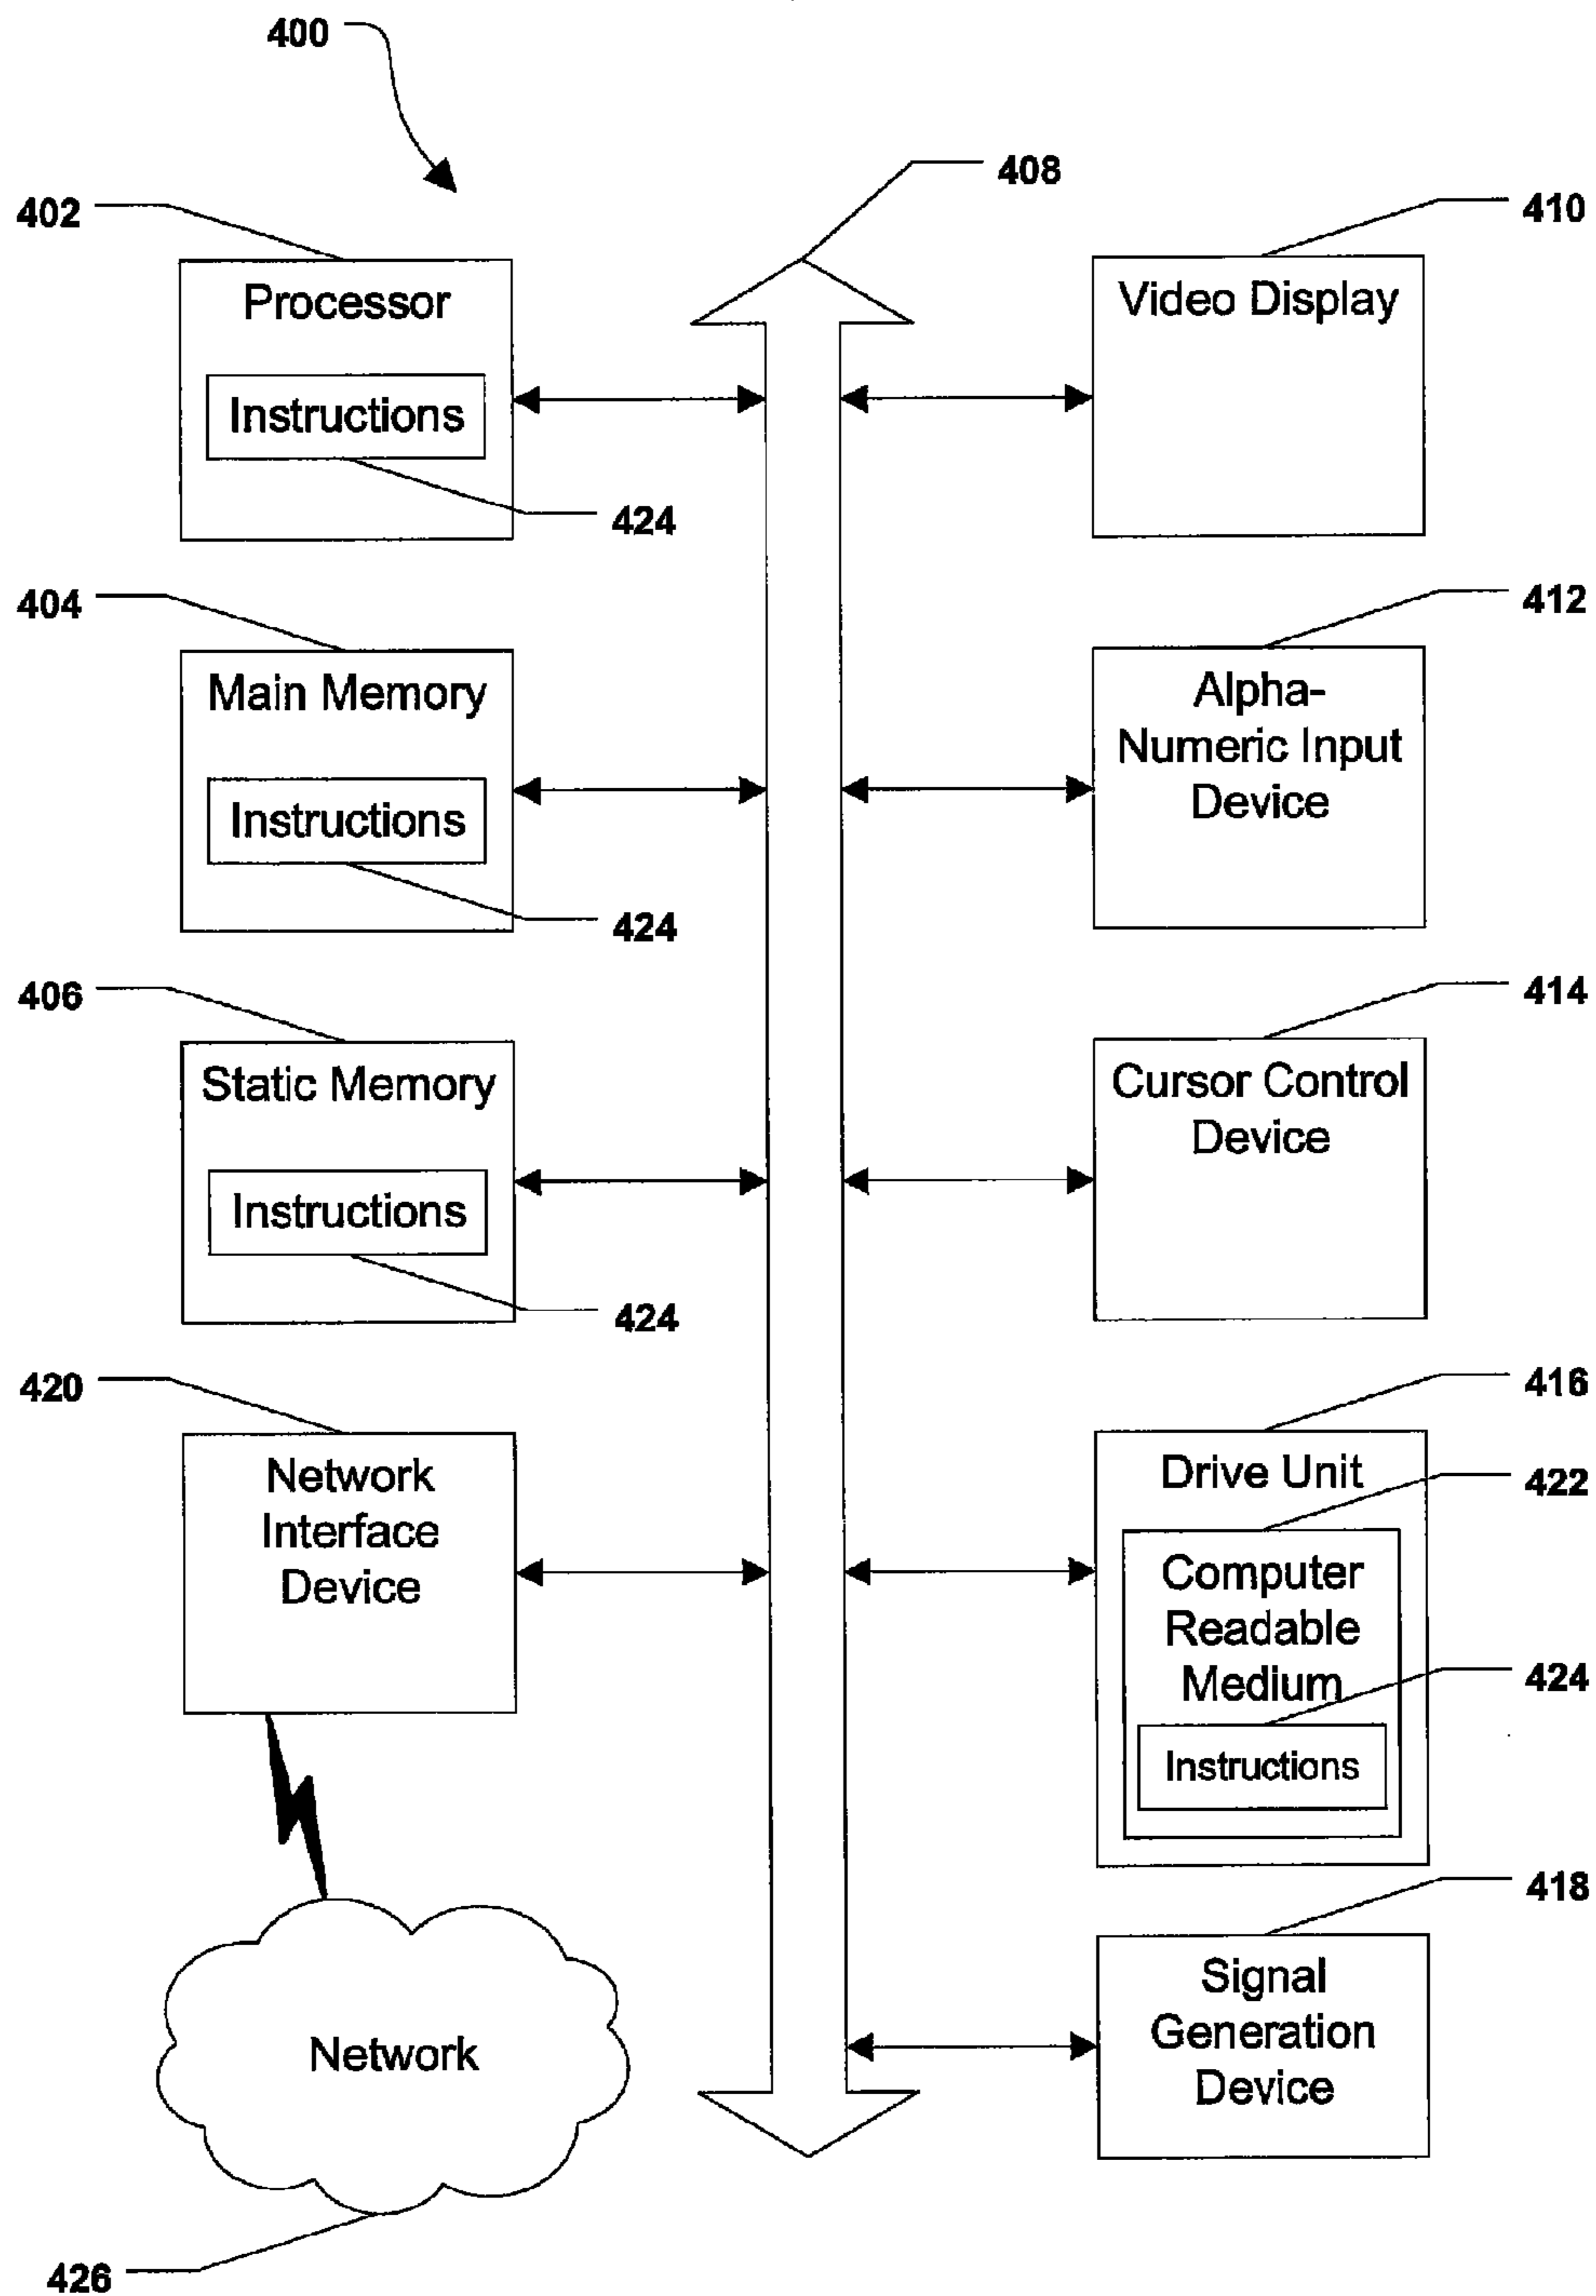 400
408
402
410
Processor
Video Display
Instructions
424
404
412
Main Memory
Alpha-
Numeric Input
Device
Instructions
424
406
414
Static Memory
Cursor Control
Device
Instructions
424
420
416
Network
Interface
Device
Drive Unit
422
Computer
Readable
Medium
424
Instructions
418
Signal
Generation
Device
Network
426